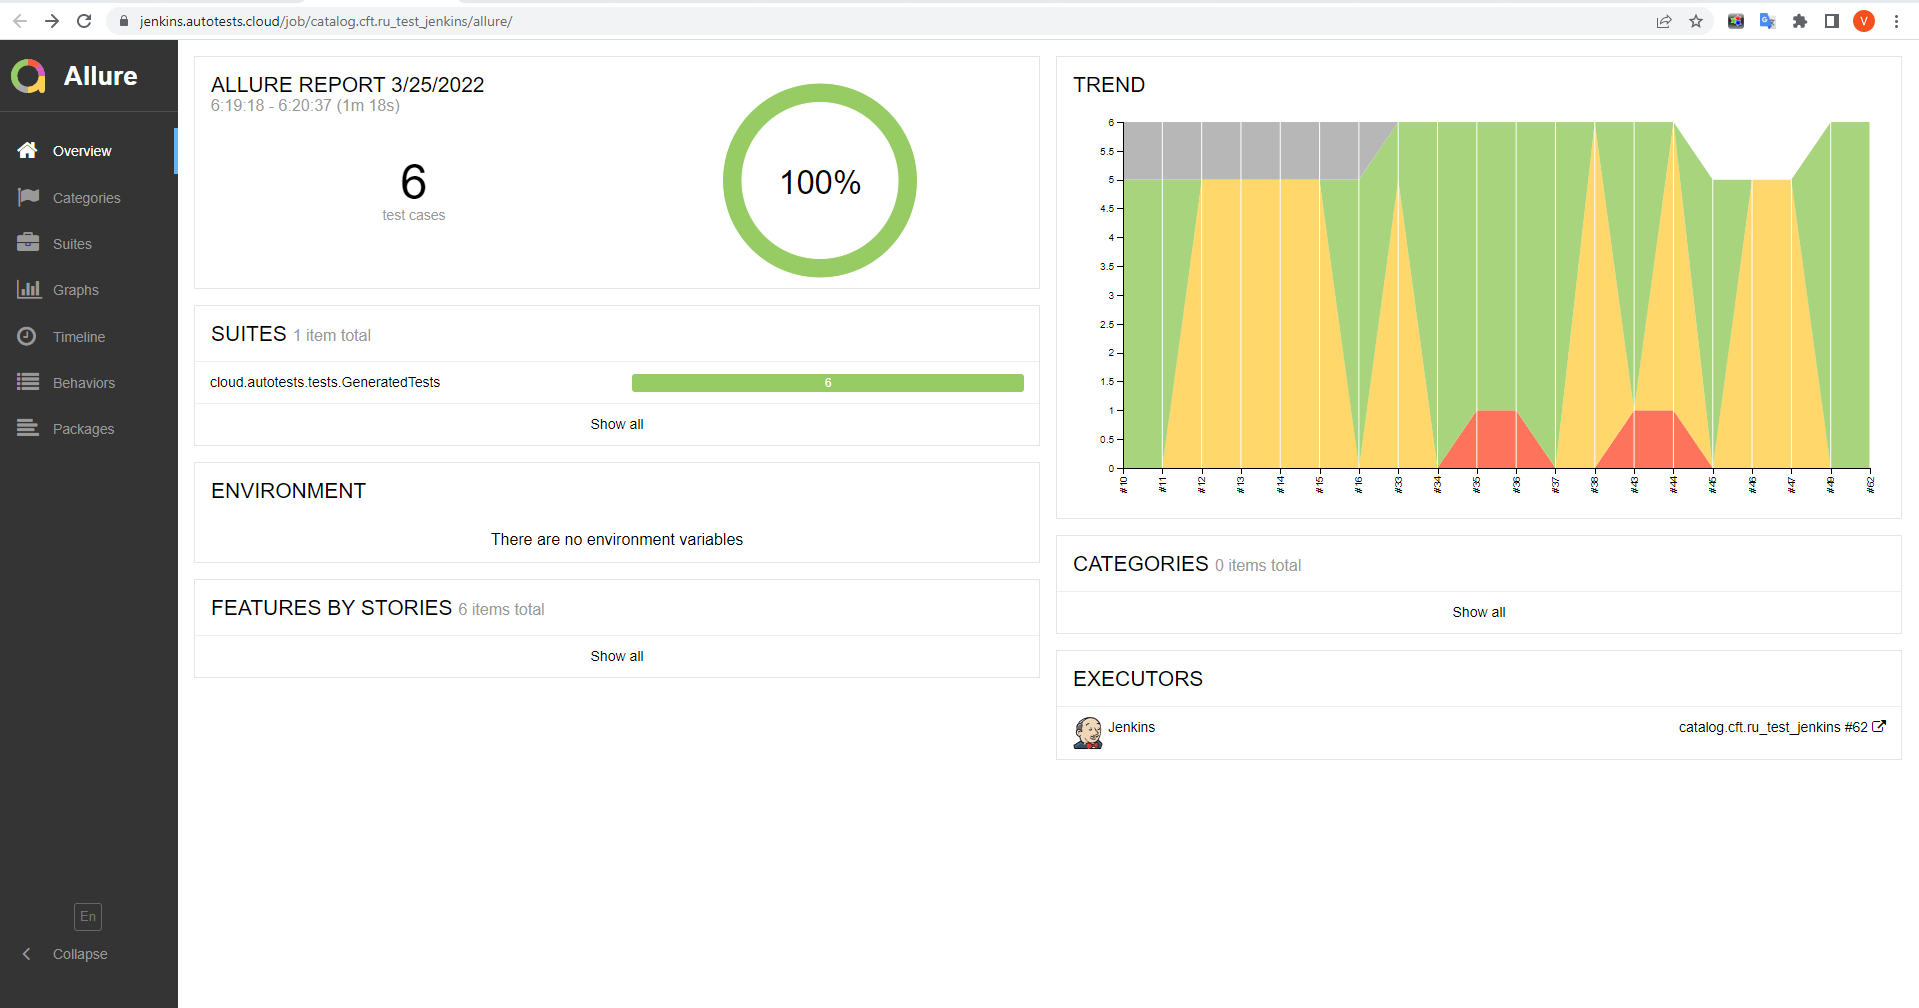 jenkins.autotests.cloud/job/catalog.cft.ru_test_jenkins/allure/
V
Allure
Overview
Categories
Suites
Graphs
Timeline
Behaviors
Packages
En
Collapse
ALLURE REPORT 3/25/2022
6:19:18 - 6:20:37 (1m 18s)
6
test cases
100%
SUITES 1 item total
cloud.autotests.tests.GeneratedTests
6
Show all
ENVIRONMENT
There are no environment variables
FEATURES BY STORIES 6 items total
Show all
TREND
6
5.5
5
4.5
4
3.5
3
2.5
2
1.5
1
0.5
0
#10
#11
#12
#13
#14
#15
#16
#33
#34
#35
#36
#37
#38
#43
#44
#45
#46
#47
#49
#62
CATEGORIES 0 items total
Show all
EXECUTORS
Jenkins
catalog.cft.ru_test_jenkins #62